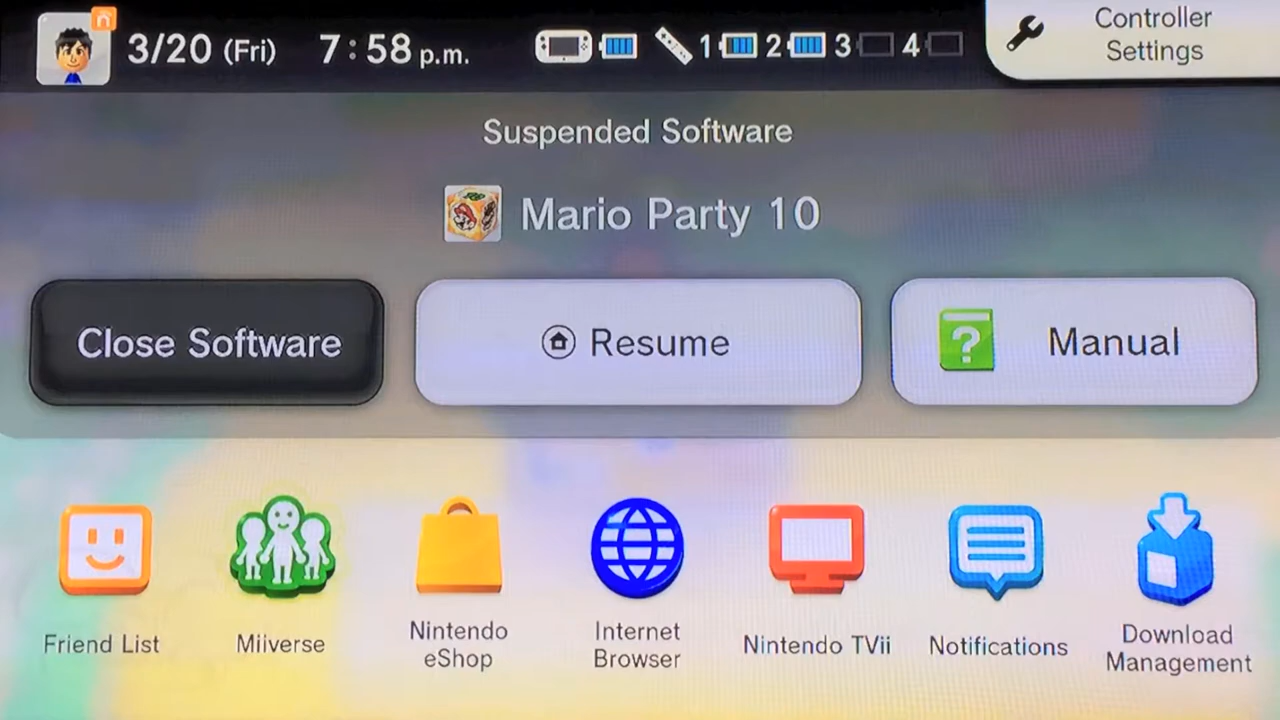 3/20 (Fri) 7:58 p.m. 1 2 3 4
Controller
Settings
Suspended Software
Mario Party 10
Close Software
Resume
Manual
Friend List
Miiverse
Nintendo
eShop
Internet
Browser
Nintendo TVii
Notifications
Download
Management